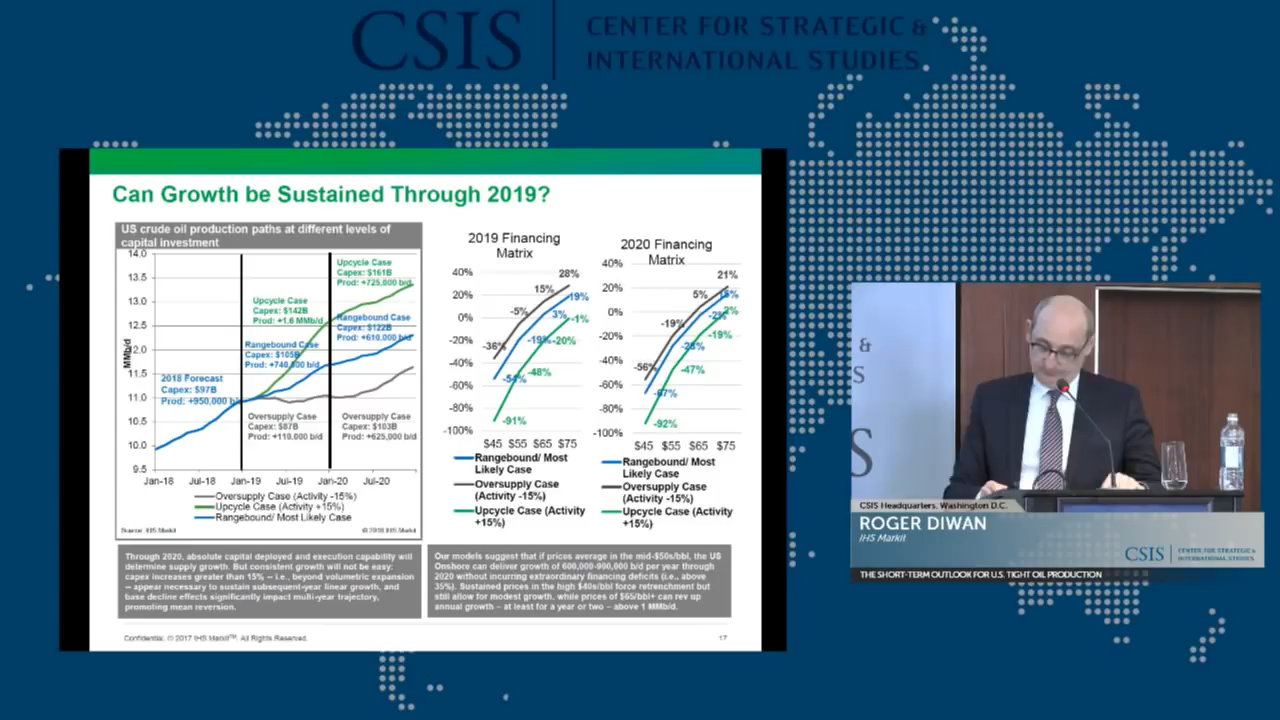 CSIS
CENTER FOR STRATEGIC &
INTERNATIONAL STUDIES
Can Growth be Sustained Through 2019?
US crude oil production paths at different levels of
capital investment
14.0
13.5
13.0
12.5
12.0
11.5
11.0
10.5
10.0
9.5
MMb/d
Jan-18
Jul-18
Jan-19
Jul-19
Jan-20
Jul-20
2018 Forecast
Capex: $97B
Prod: +950,000 b/d
Upcycle Case
Capex: $142B
Prod: +1.6 MMb/d
Rangebound Case
Capex: $105B
Prod: +740,000 b/d
Oversupply Case
Capex: $87B
Prod: +110,000 b/d
Upcycle Case
Capex: $161B
Prod: +725,000 b/d
Rangebound Case
Capex: $122B
Prod: +610,000 b/d
Oversupply Case
Capex: $103B
Prod: +625,000 b/d
Oversupply Case (Activity -15%)
Upcycle Case (Activity +15%)
Rangebound/ Most Likely Case
Source: IHS Markit
© 2018 IHS Markit
2019 Financing
Matrix
40%
20%
0%
-20%
-40%
-60%
-80%
-100%
28%
15%
19%
-5%
3%
-1%
-36%
-19%
-20%
-54%
-48%
-91%
$45
$55
$65
$75
Rangebound/ Most
Likely Case
Oversupply Case
(Activity -15%)
Upcycle Case (Activity
+15%)
2020 Financing
Matrix
40%
20%
0%
-20%
-40%
-60%
-80%
-100%
21%
5%
-19%
2%
-19%
-28%
-56%
-47%
-67%
-92%
$45
$55
$65
$75
Rangebound/ Most
Likely Case
Oversupply Case
(Activity -15%)
Upcycle Case (Activity
+15%)
Through 2020, absolute capital deployed and execution capability will
determine supply growth. But consistent growth will not be easy:
capex increases greater than 15% – i.e., beyond volumetric expansion
– appear necessary to sustain subsequent-year linear growth, and
base decline effects significantly impact multi-year trajectory,
promoting mean reversion.
Our models suggest that if prices average in the mid-$50s/bbl, the US
Onshore can deliver growth of 600,000-900,000 b/d per year through
2020 without incurring extraordinary financing deficits (i.e., above
35%). Sustained prices in the high $40s/bbl force retrenchment but
still allow for modest growth, while prices of $65/bbl+ can rev up
annual growth – at least for a year or two – above 1 MMb/d.
Confidential. © 2017 IHS Markit™. All Rights Reserved.
17
&
S
S
CSIS Headquarters, Washington D.C.
ROGER DIWAN
IHS Markit
CSIS
CENTER FOR STRATEGIC &
INTERNATIONAL STUDIES
THE SHORT-TERM OUTLOOK FOR U.S. TIGHT OIL PRODUCTION